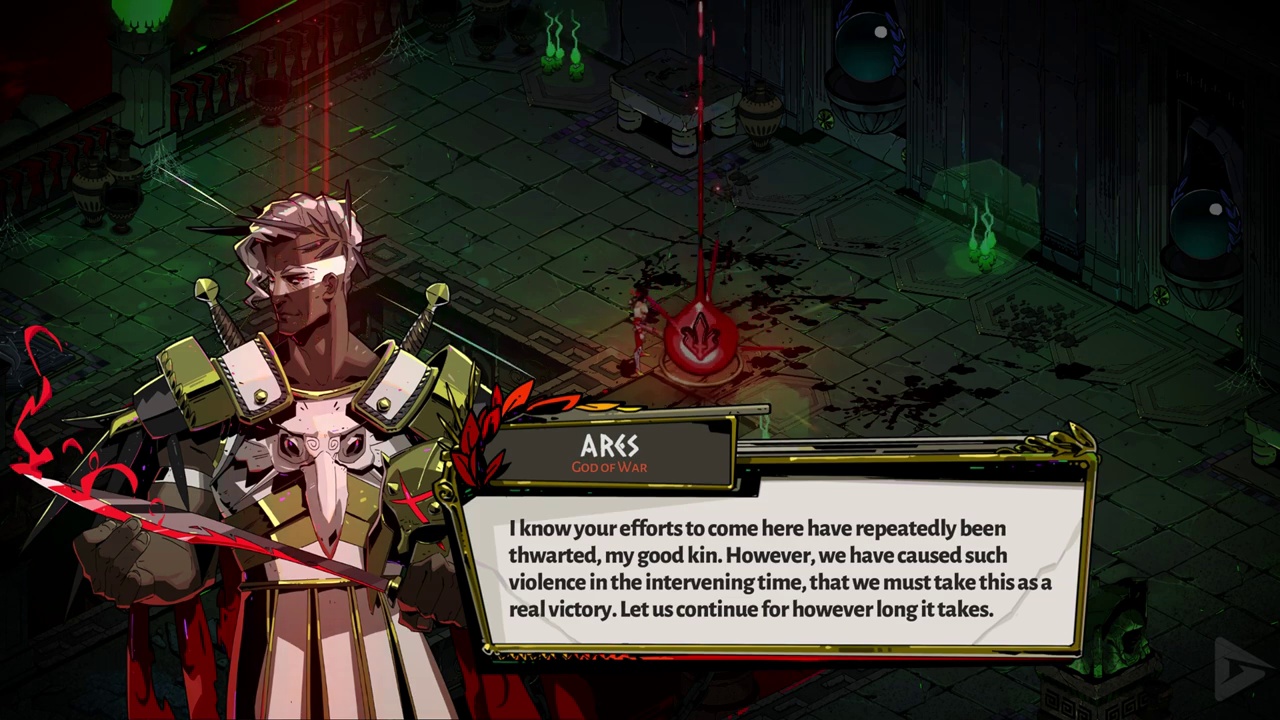 ARES
GOD OF WAR
I know your efforts to come here have repeatedly been
thwarted, my good kin. However, we have caused such
violence in the intervening time, that we must take this as a
real victory. Let us continue for however long it takes.